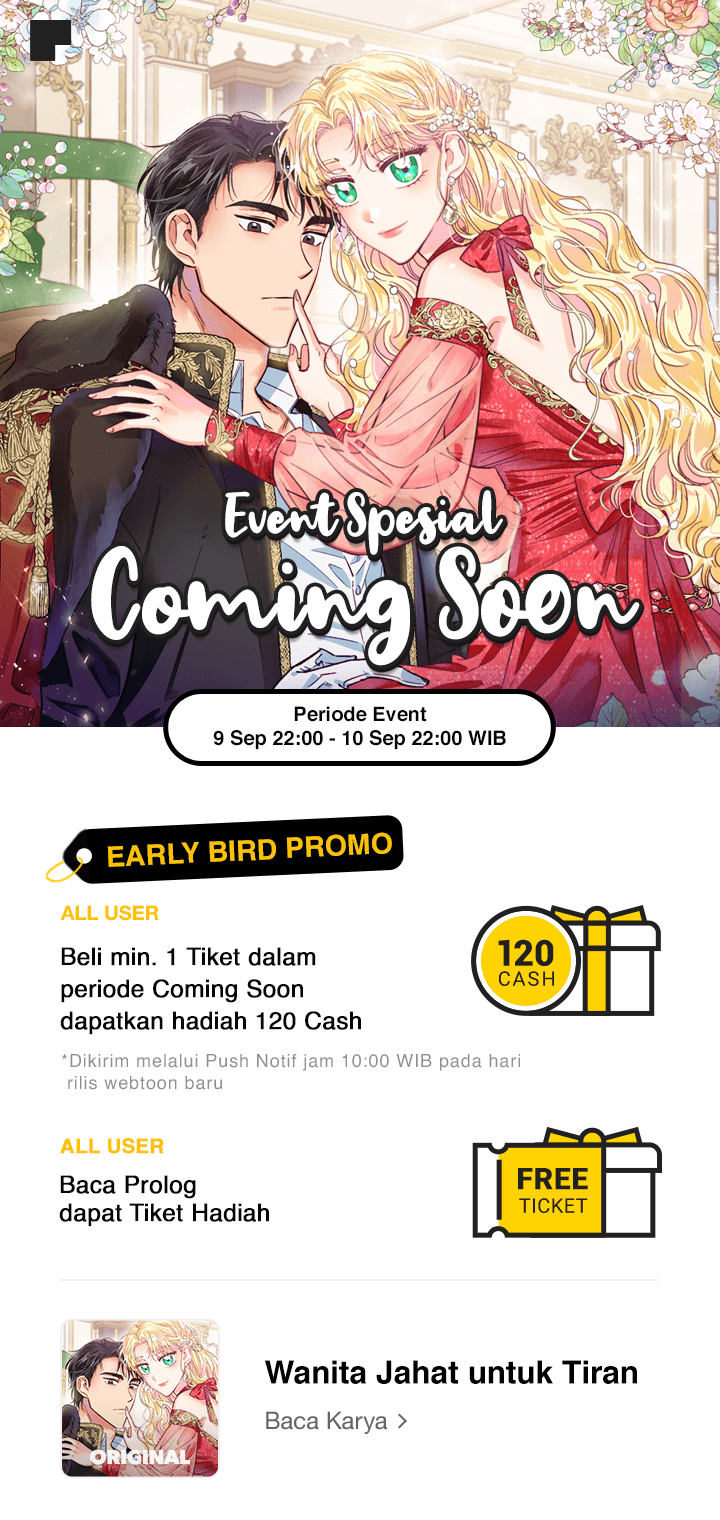 Event Spesial
Coming Soon
Periode Event
9 Sep 22:00 - 10 Sep 22:00 WIB
EARLY BIRD PROMO
ALL USER
Beli min. 1 Tiket dalam
periode Coming Soon
dapatkan hadiah 120 Cash
120
CASH
*Dikirim melalui Push Notif jam 10:00 WIB pada hari
rilis webtoon baru
ALL USER
Baca Prolog
dapat Tiket Hadiah
FREE
TICKET
Wanita Jahat untuk Tiran
Baca Karya >
ORIGINAL